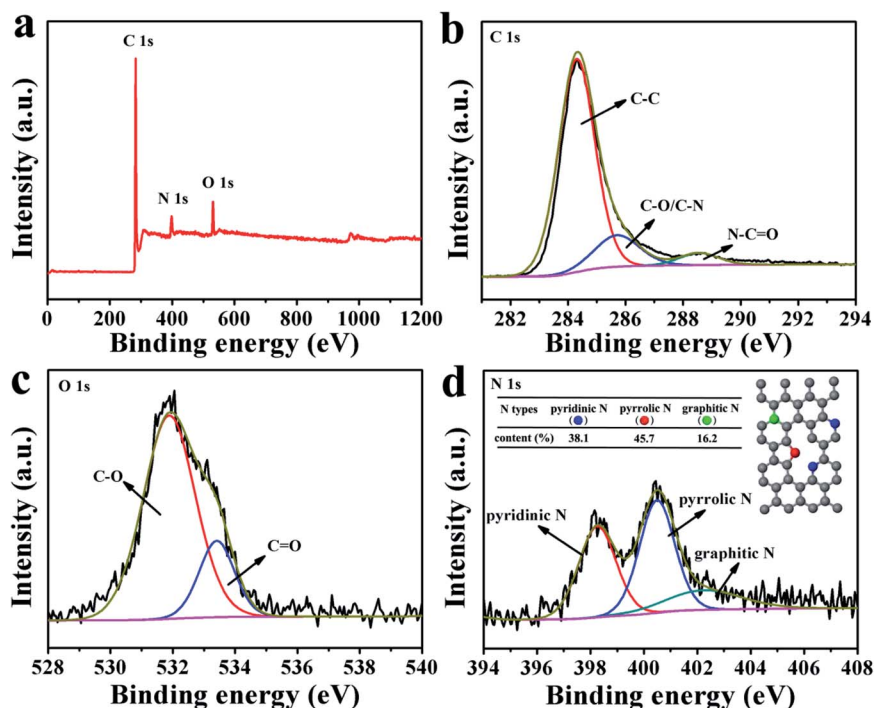 a
C 1s
N 1s
O 1s
Intensity (a.u.)
0 200 400 600 800 1000 1200
Binding energy (eV)
b
C 1s
C-C
C-O/C-N
N-C=O
Intensity (a.u.)
282 284 286 288 290 292 294
Binding energy (eV)
c
O 1s
C-O
C=O
Intensity (a.u.)
528 530 532 534 536 538 540
Binding energy (eV)
d
N 1s
N types pyridinic N pyrrolic N graphitic N
( ) ( ) ( )
content (%) 38.1 45.7 16.2
pyridinic N
pyrrolic N
graphitic N
Intensity (a.u.)
394 396 398 400 402 404 406 408
Binding energy (eV)